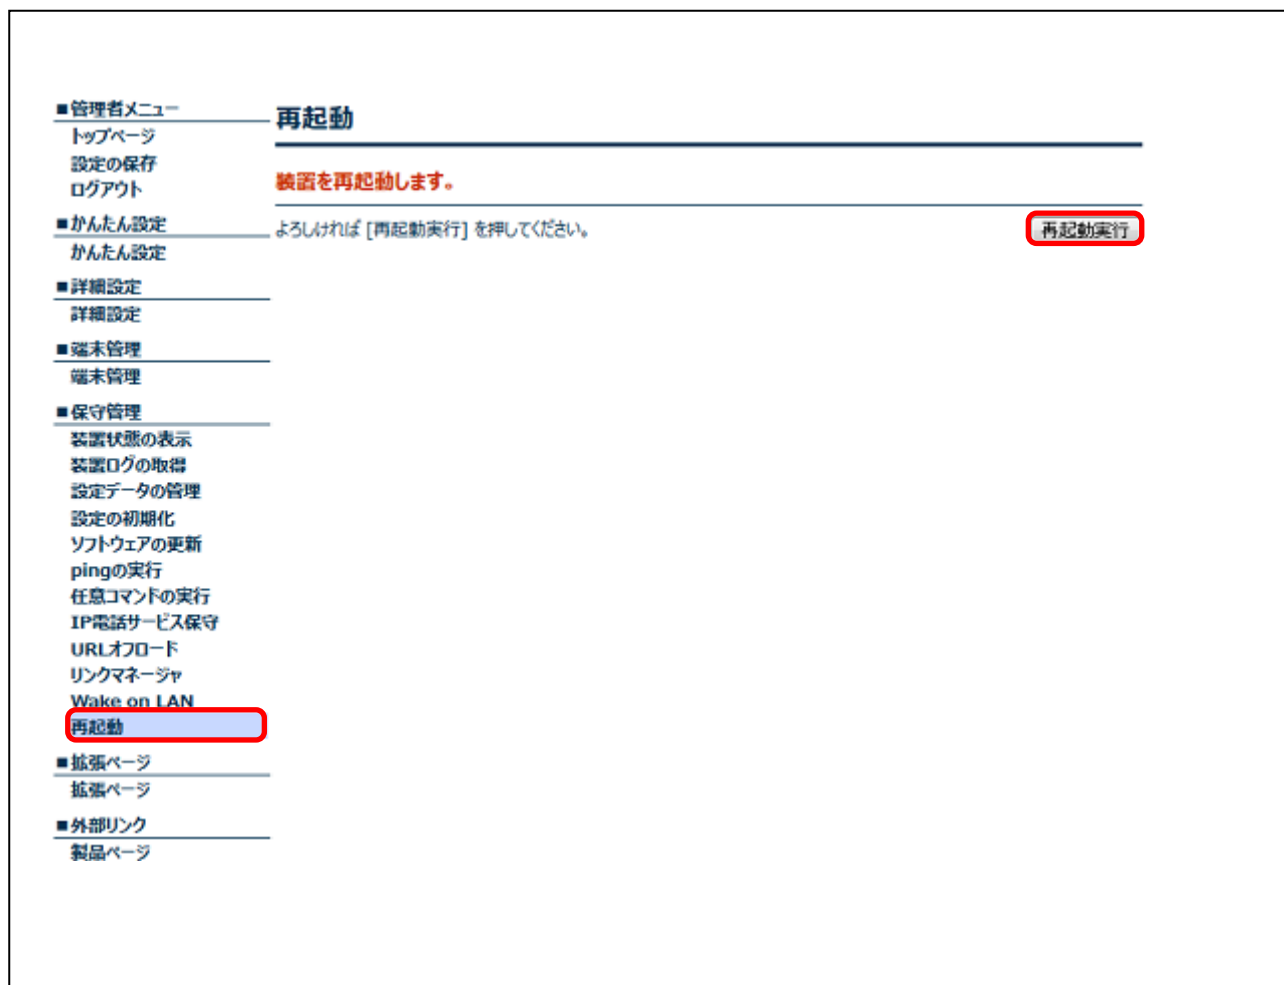 ■管理者メニュー
トップページ
設定の保存
ログアウト
■かんたん設定
かんたん設定
■詳細設定
詳細設定
■端末管理
端末管理
■保守管理
装置状態の表示
装置ログの取得
設定データの管理
設定の初期化
ソフトウェアの更新
pingの実行
任意コマンドの実行
IP電話サービス保守
URLオフロード
リンクマネージャ
Wake on LAN
再起動
■拡張ページ
拡張ページ
■外部リンク
製品ページ
再起動
装置を再起動します。
よろしければ [再起動実行] を押してください。
再起動実行